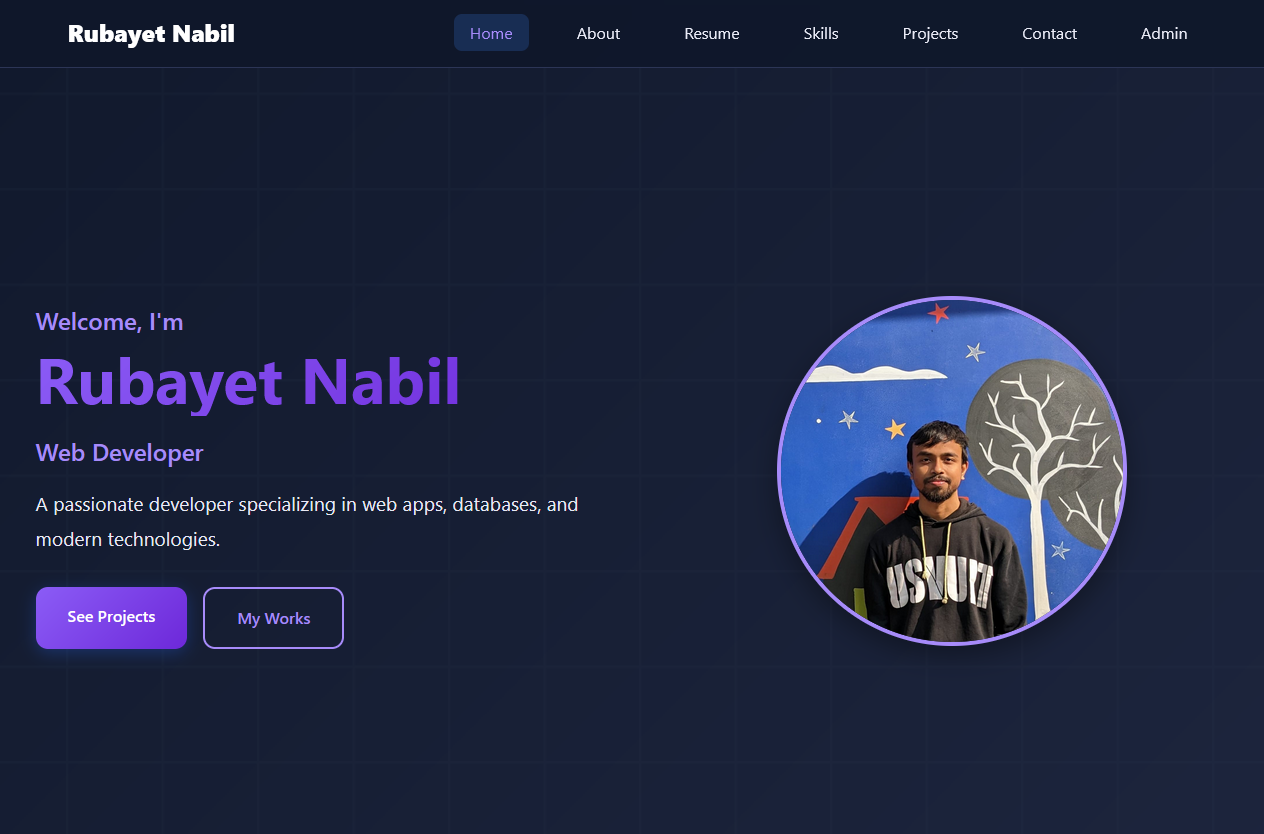 Rubayet Nabil
Home About Resume Skills Projects Contact Admin
Welcome, I'm
Rubayet Nabil
Web Developer
A passionate developer specializing in web apps, databases, and
modern technologies.
See Projects
My Works